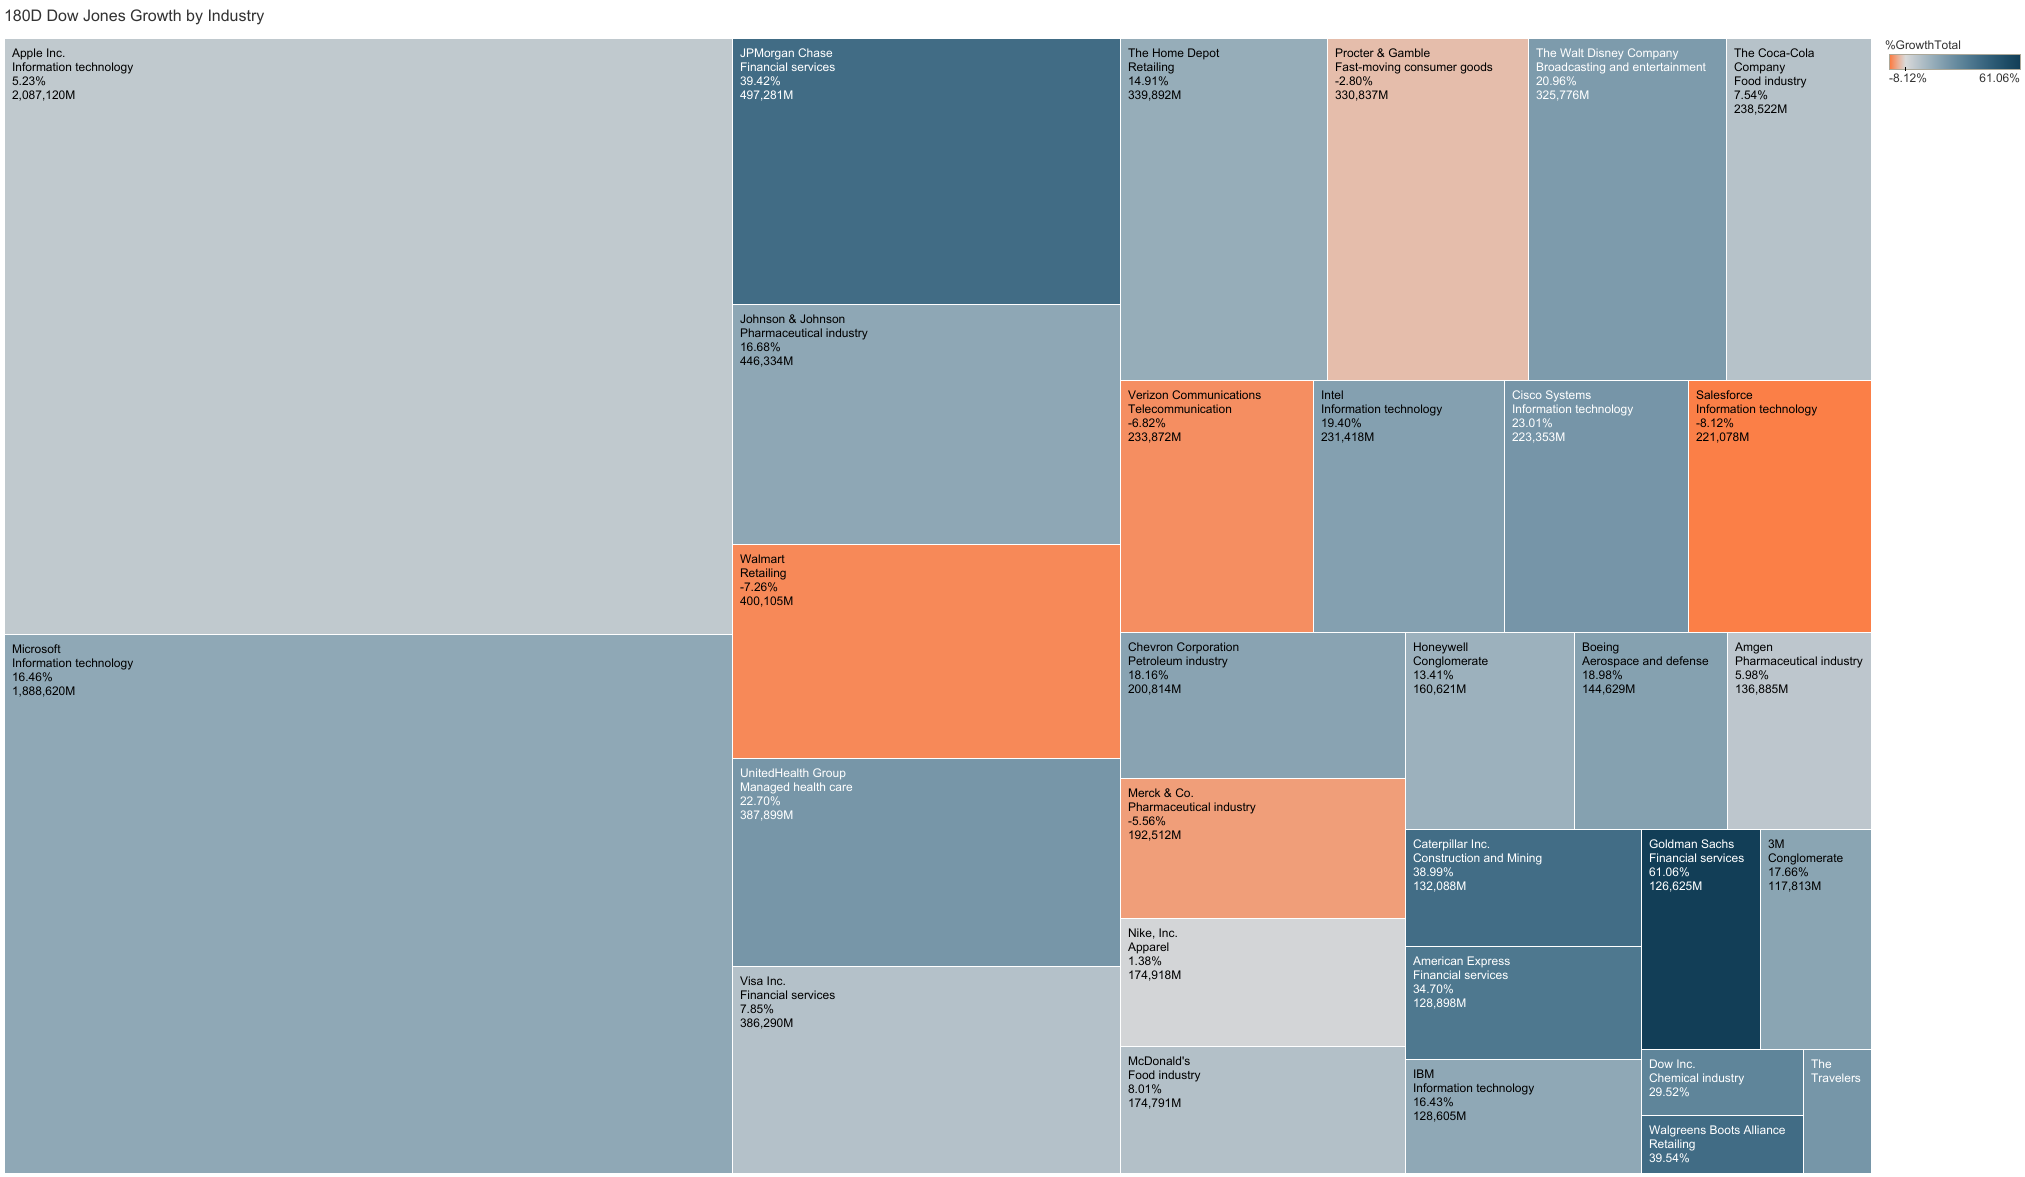 180D Dow Jones Growth by Industry
Apple Inc.
Information technology
5.23%
2,087,120M
Microsoft
Information technology
16.46%
1,888,620M
JPMorgan Chase
Financial services
39.42%
497,281M
Johnson & Johnson
Pharmaceutical industry
16.68%
446,334M
Walmart
Retailing
-7.26%
400,105M
UnitedHealth Group
Managed health care
22.70%
387,899M
Visa Inc.
Financial services
7.85%
386,290M
The Home Depot
Retailing
14.91%
339,892M
Procter & Gamble
Fast-moving consumer goods
-2.80%
330,837M
The Walt Disney Company
Broadcasting and entertainment
20.96%
325,776M
The Coca-Cola
Company
Food industry
7.54%
238,522M
Verizon Communications
Telecommunication
-6.82%
233,872M
Intel
Information technology
19.40%
231,418M
Cisco Systems
Information technology
23.01%
223,353M
Salesforce
Information technology
-8.12%
221,078M
Chevron Corporation
Petroleum industry
18.16%
200,814M
Merck & Co.
Pharmaceutical industry
-5.56%
192,512M
Nike, Inc.
Apparel
1.38%
174,918M
McDonald's
Food industry
8.01%
174,791M
Honeywell
Conglomerate
13.41%
160,621M
Boeing
Aerospace and defense
18.98%
144,629M
Amgen
Pharmaceutical industry
5.98%
136,885M
Caterpillar Inc.
Construction and Mining
38.99%
132,088M
American Express
Financial services
34.70%
128,898M
IBM
Information technology
16.43%
128,605M
Goldman Sachs
Financial services
61.06%
126,625M
3M
Conglomerate
17.66%
117,813M
Dow Inc.
Chemical industry
29.52%
Walgreens Boots Alliance
Retailing
39.54%
The
Travelers
%GrowthTotal
-8.12% 61.06%